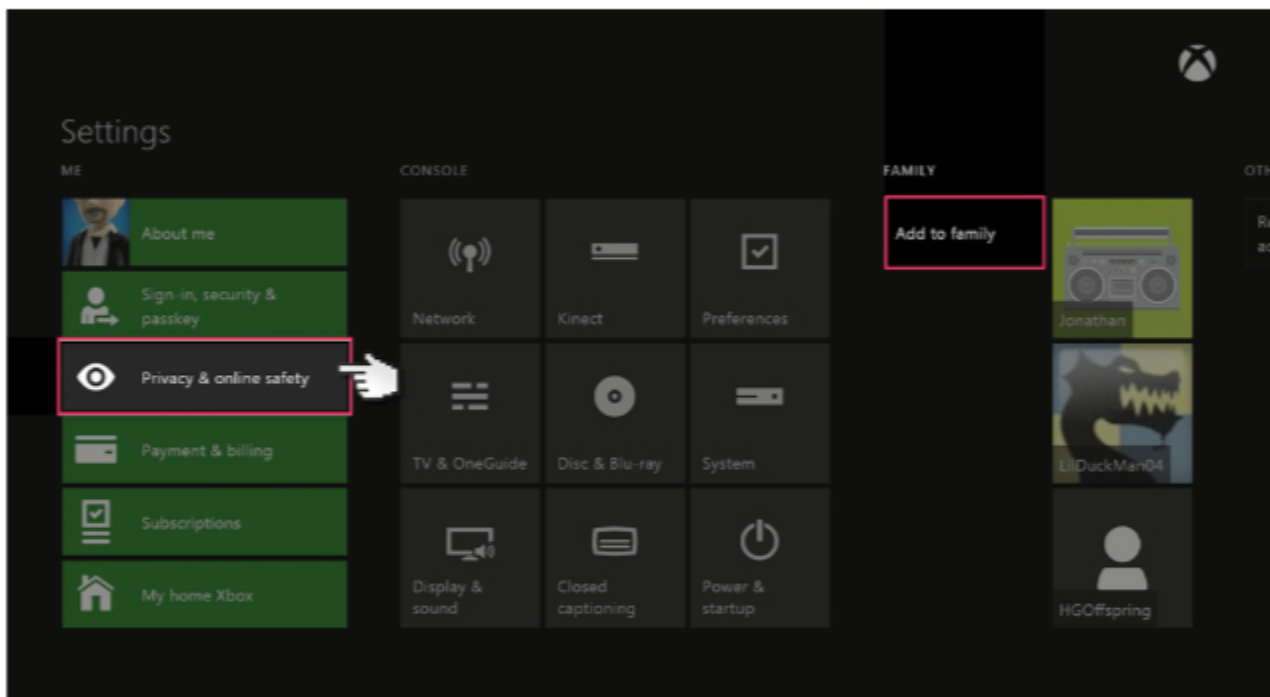 Settings
ME
About me
Sign-in, security &
passkey
Privacy & online safety
Payment & billing
Subscriptions
My home Xbox
CONSOLE
Network
Kinect
Preferences
TV & OneGuide
Disc & Blu-ray
System
Display &
sound
Closed
captioning
Power &
startup
FAMILY
Add to family
Jonathan
LilDuckMan04
HGOffspring